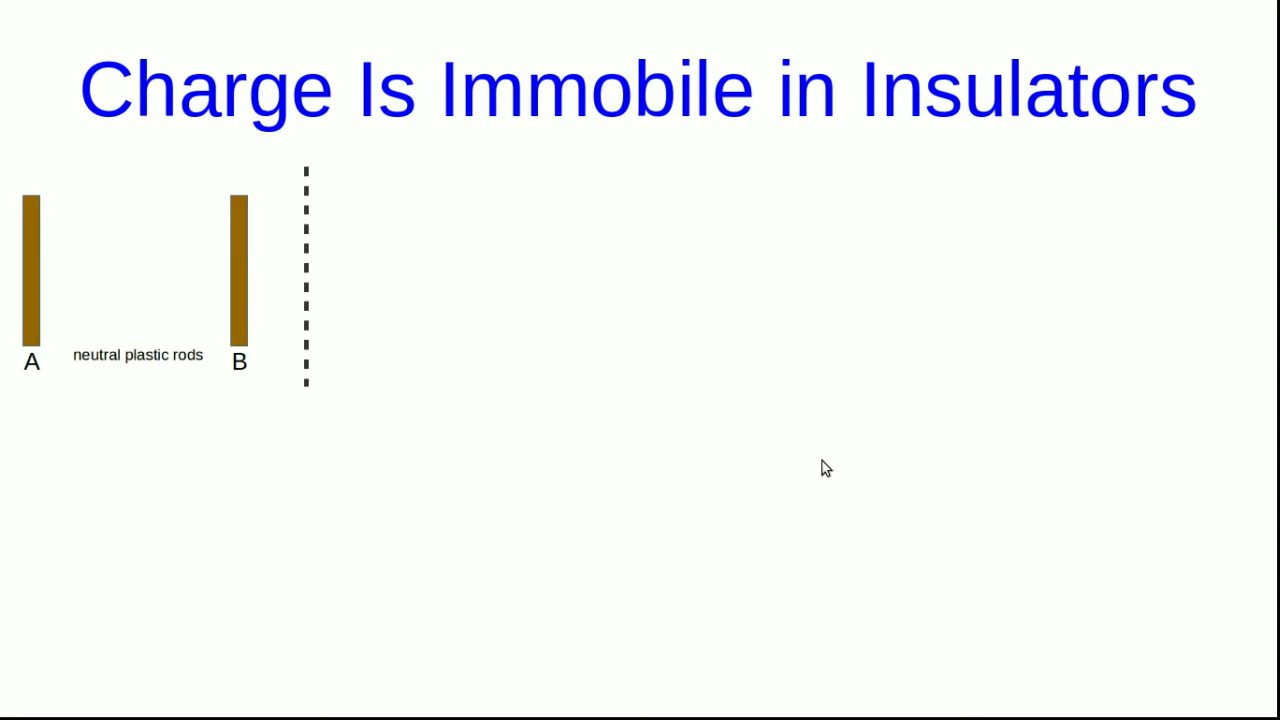 Charge Is Immobile in Insulators
A neutral plastic rods B